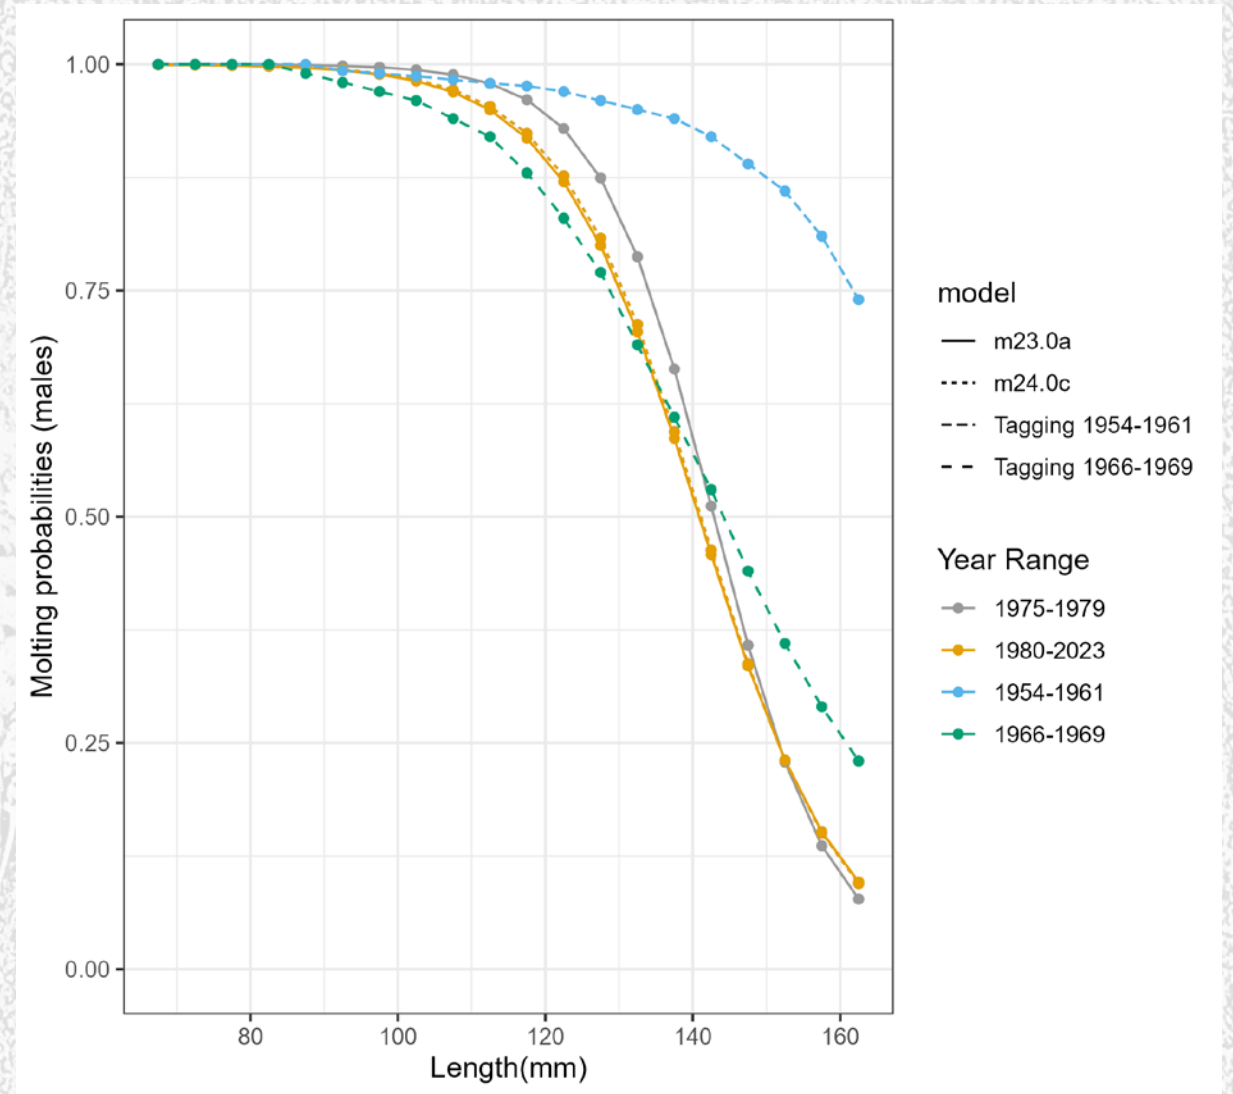 1.00
0.75
0.50
0.25
0.00
Molting probabilities (males)
80 100 120 140 160
Length(mm)
model
m23.0a
m24.0c
Tagging 1954-1961
Tagging 1966-1969
Year Range
1975-1979
1980-2023
1954-1961
1966-1969